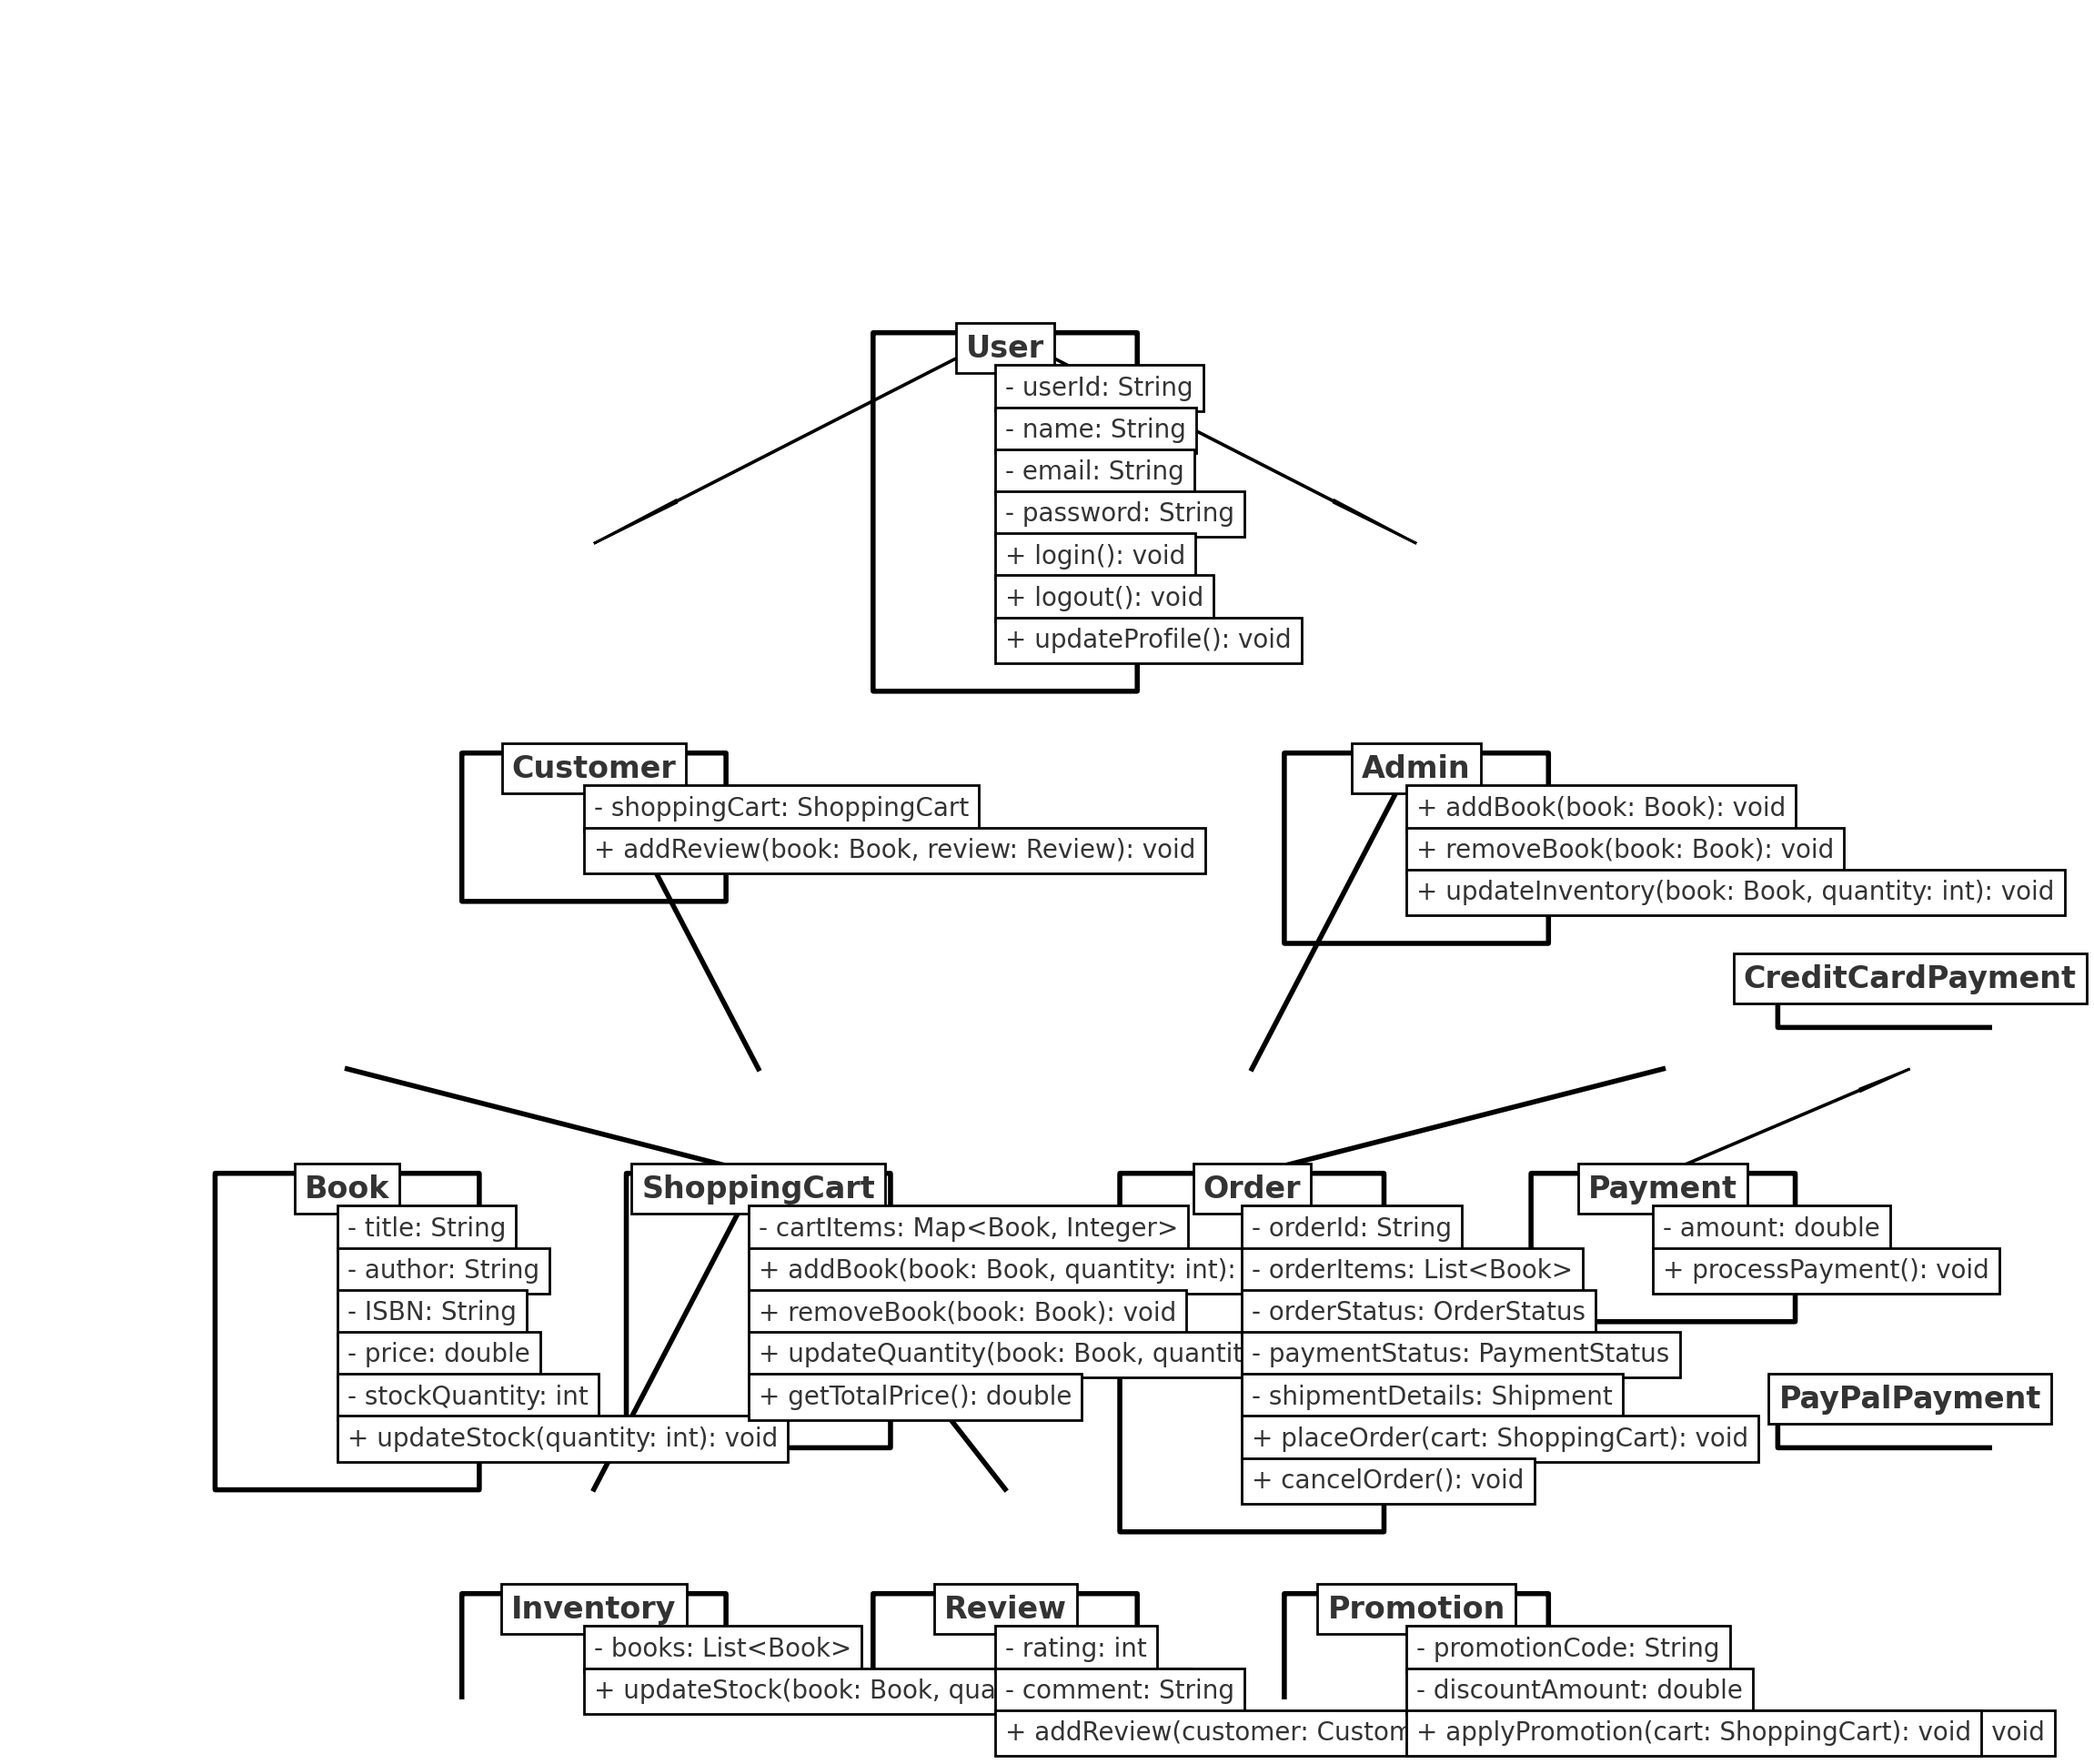 User
- userId: String
- name: String
- email: String
- password: String
+ login(): void
+ logout(): void
+ updateProfile(): void
Customer
- shoppingCart: ShoppingCart
+ addReview(book: Book, review: Review): void
Admin
+ addBook(book: Book): void
+ removeBook(book: Book): void
+ updateInventory(book: Book, quantity: int): void
CreditCardPayment
Book
- title: String
- author: String
- ISBN: String
- price: double
- stockQuantity: int
+ updateStock(quantity: int): void
ShoppingCart
- cartItems: Map<Book, Integer>
+ addBook(book: Book, quantity: int):
+ removeBook(book: Book): void
+ updateQuantity(book: Book,
+ getTotalPrice(): double
Order
- orderId: String
- orderItems: List<Book>
- orderStatus: OrderStatus
- paymentStatus: PaymentStatus
- shipmentDetails: Shipment
+ placeOrder(cart: ShoppingCart): void
+ cancelOrder(): void
Payment
- amount: double
+ processPayment(): void
PayPalPayment
Inventory
- books: List<Book>
+ updateStock(book: Book,
Review
- rating: int
- comment: String
+ addReview(customer:
Promotion
- promotionCode: String
- discountAmount: double
+ applyPromotion(cart: ShoppingCart): void
void